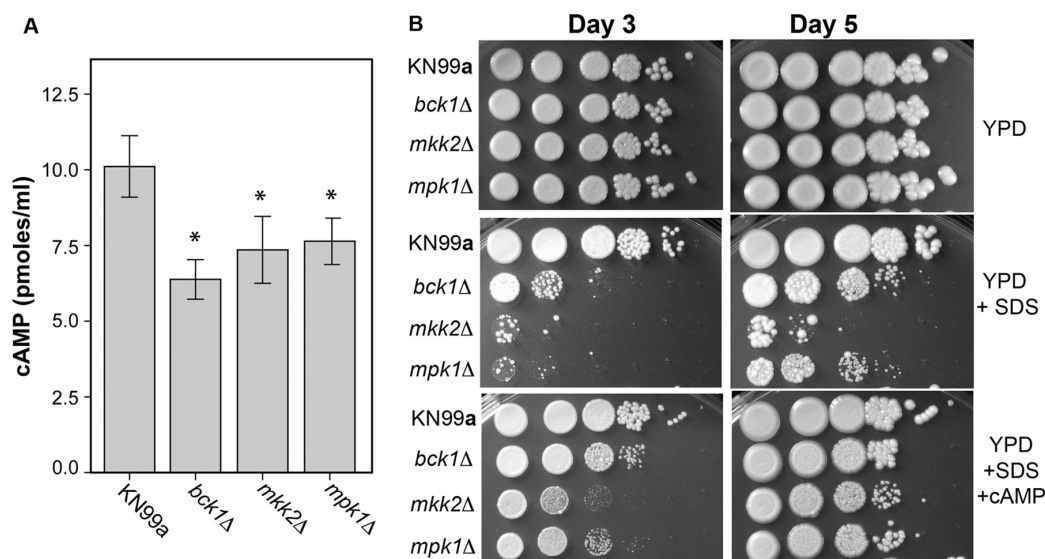 A
cAMP (pmoles/ml)
12.5
10.0
7.5
5.0
2.5
0.0
*
*
*
KN99a
bck1Δ
mkk2Δ
mpk1Δ
B
Day 3
Day 5
KN99a
bck1Δ
mkk2Δ
mpk1Δ
YPD
KN99a
bck1Δ
mkk2Δ
mpk1Δ
YPD
+ SDS
KN99a
bck1Δ
mkk2Δ
mpk1Δ
YPD
+SDS
+cAMP